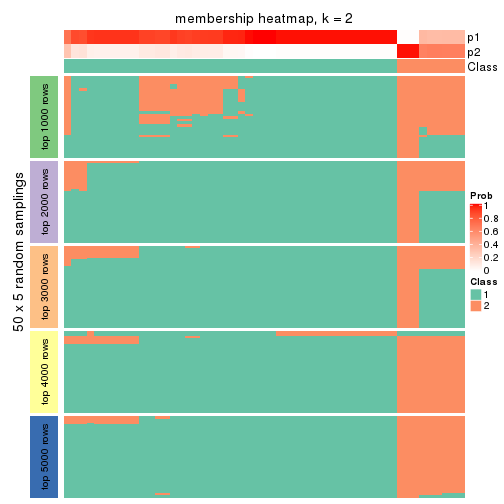 membership heatmap, k = 2
p1
p2
Class
50 x 5 random samplings
top 1000 rows
top 2000 rows
top 3000 rows
top 4000 rows
top 5000 rows
Prob
1
0.8
0.6
0.4
0.2
0
Class
1
2